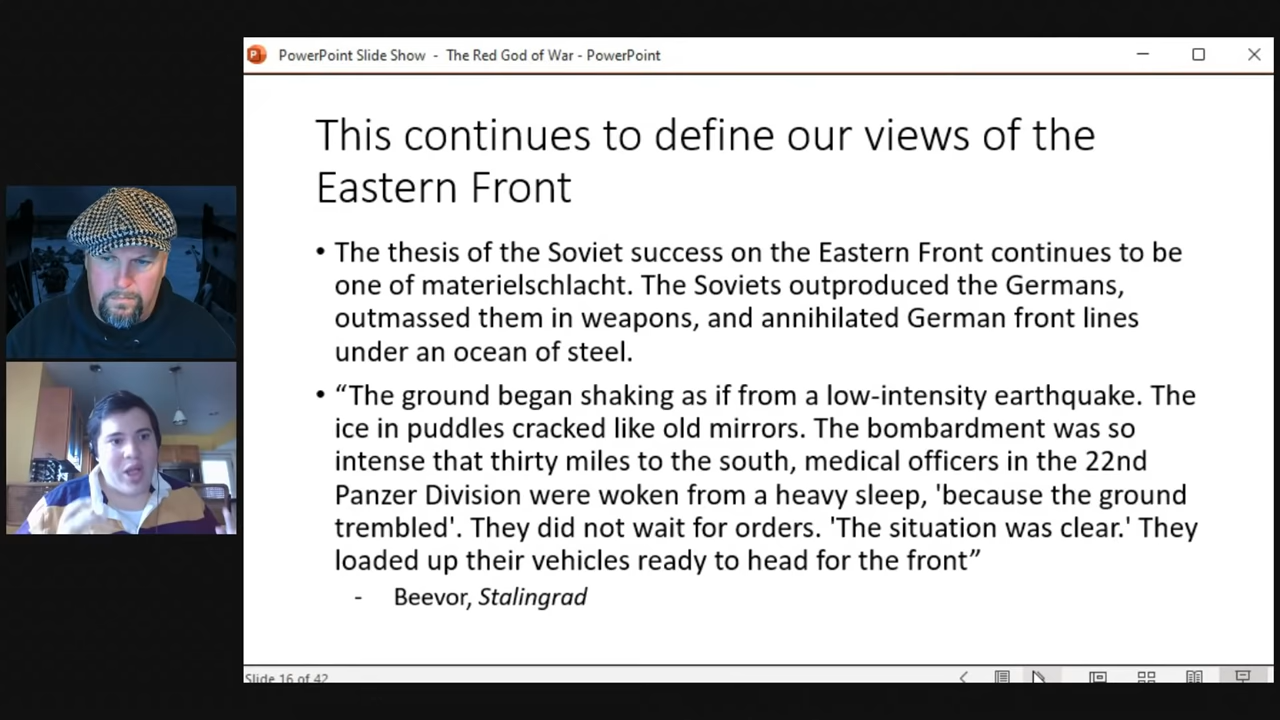 PowerPoint Slide Show - The Red God of War - PowerPoint
This continues to define our views of the
Eastern Front
• The thesis of the Soviet success on the Eastern Front continues to be
one of materielschlacht. The Soviets outproduced the Germans,
outmassed them in weapons, and annihilated German front lines
under an ocean of steel.
• “The ground began shaking as if from a low-intensity earthquake. The
ice in puddles cracked like old mirrors. The bombardment was so
intense that thirty miles to the south, medical officers in the 22nd
Panzer Division were woken from a heavy sleep, 'because the ground
trembled'. They did not wait for orders. 'The situation was clear.' They
loaded up their vehicles ready to head for the front”
- Beevor, Stalingrad
Slide 16 of 42